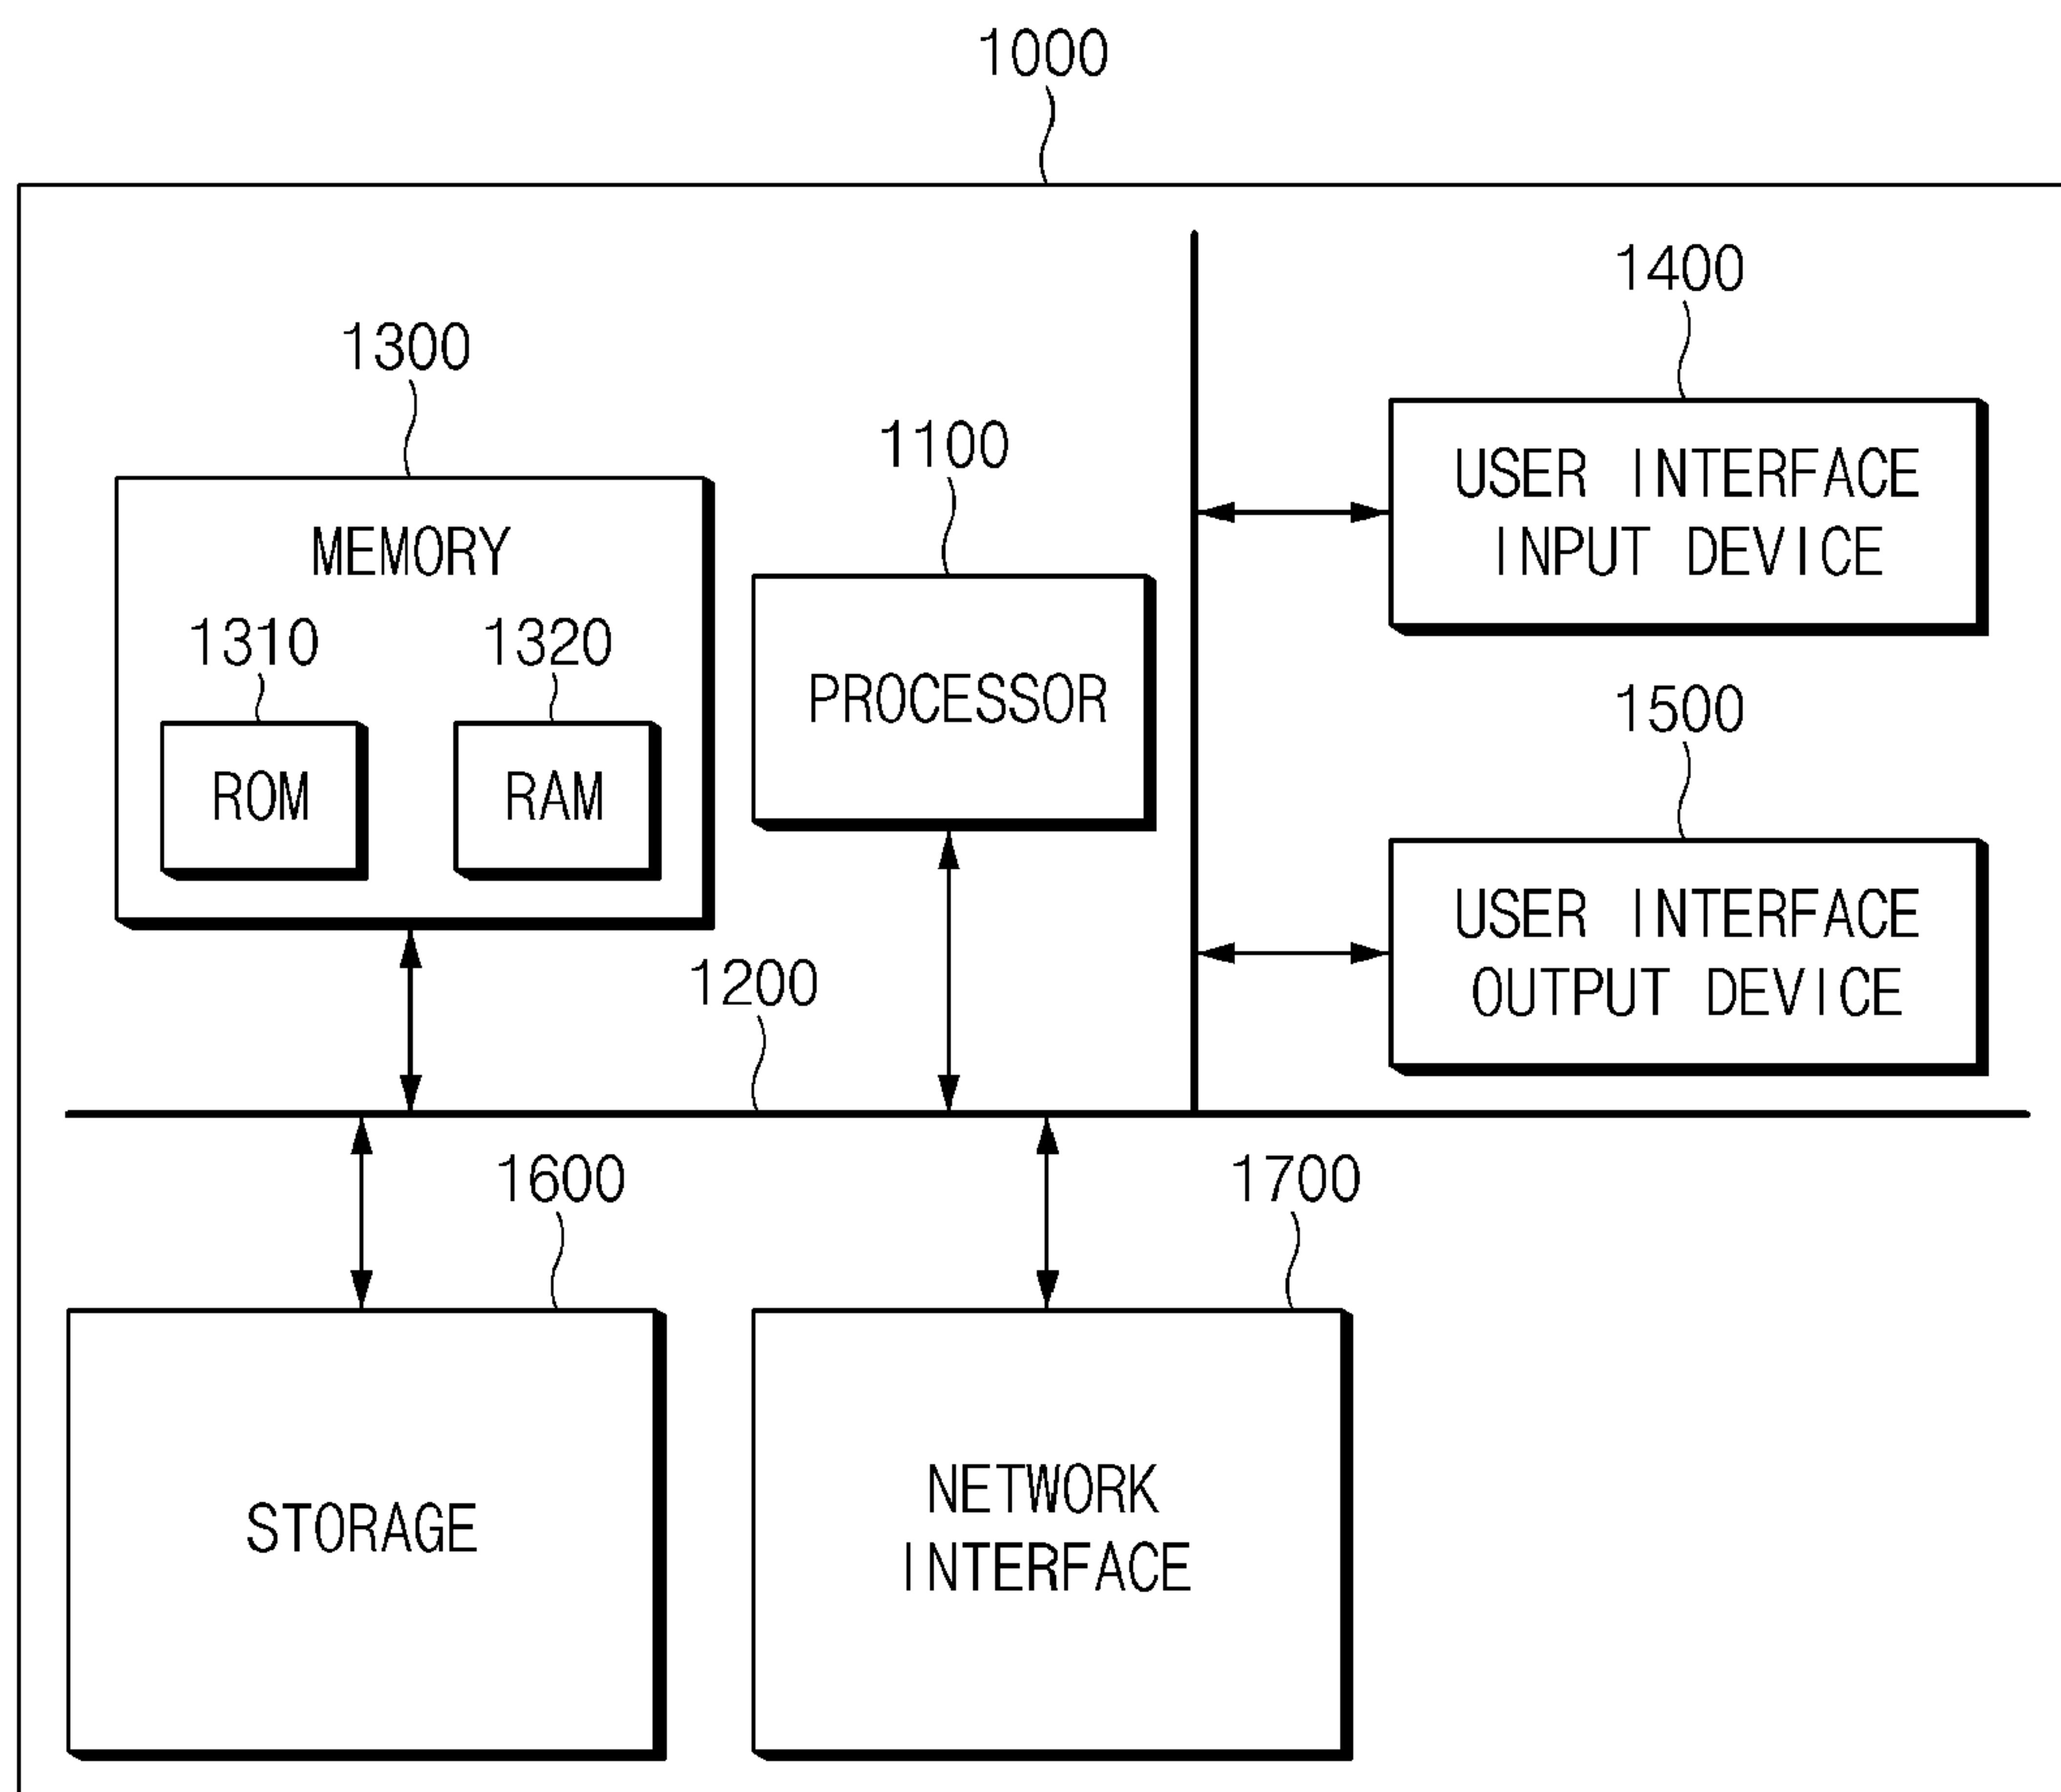 1000
1400
1300
1100
USER INTERFACE
INPUT DEVICE
MEMORY
1310
1320
PROCESSOR
ROM
RAM
1500
USER INTERFACE
OUTPUT DEVICE
1200
1600
1700
STORAGE
NETWORK
INTERFACE